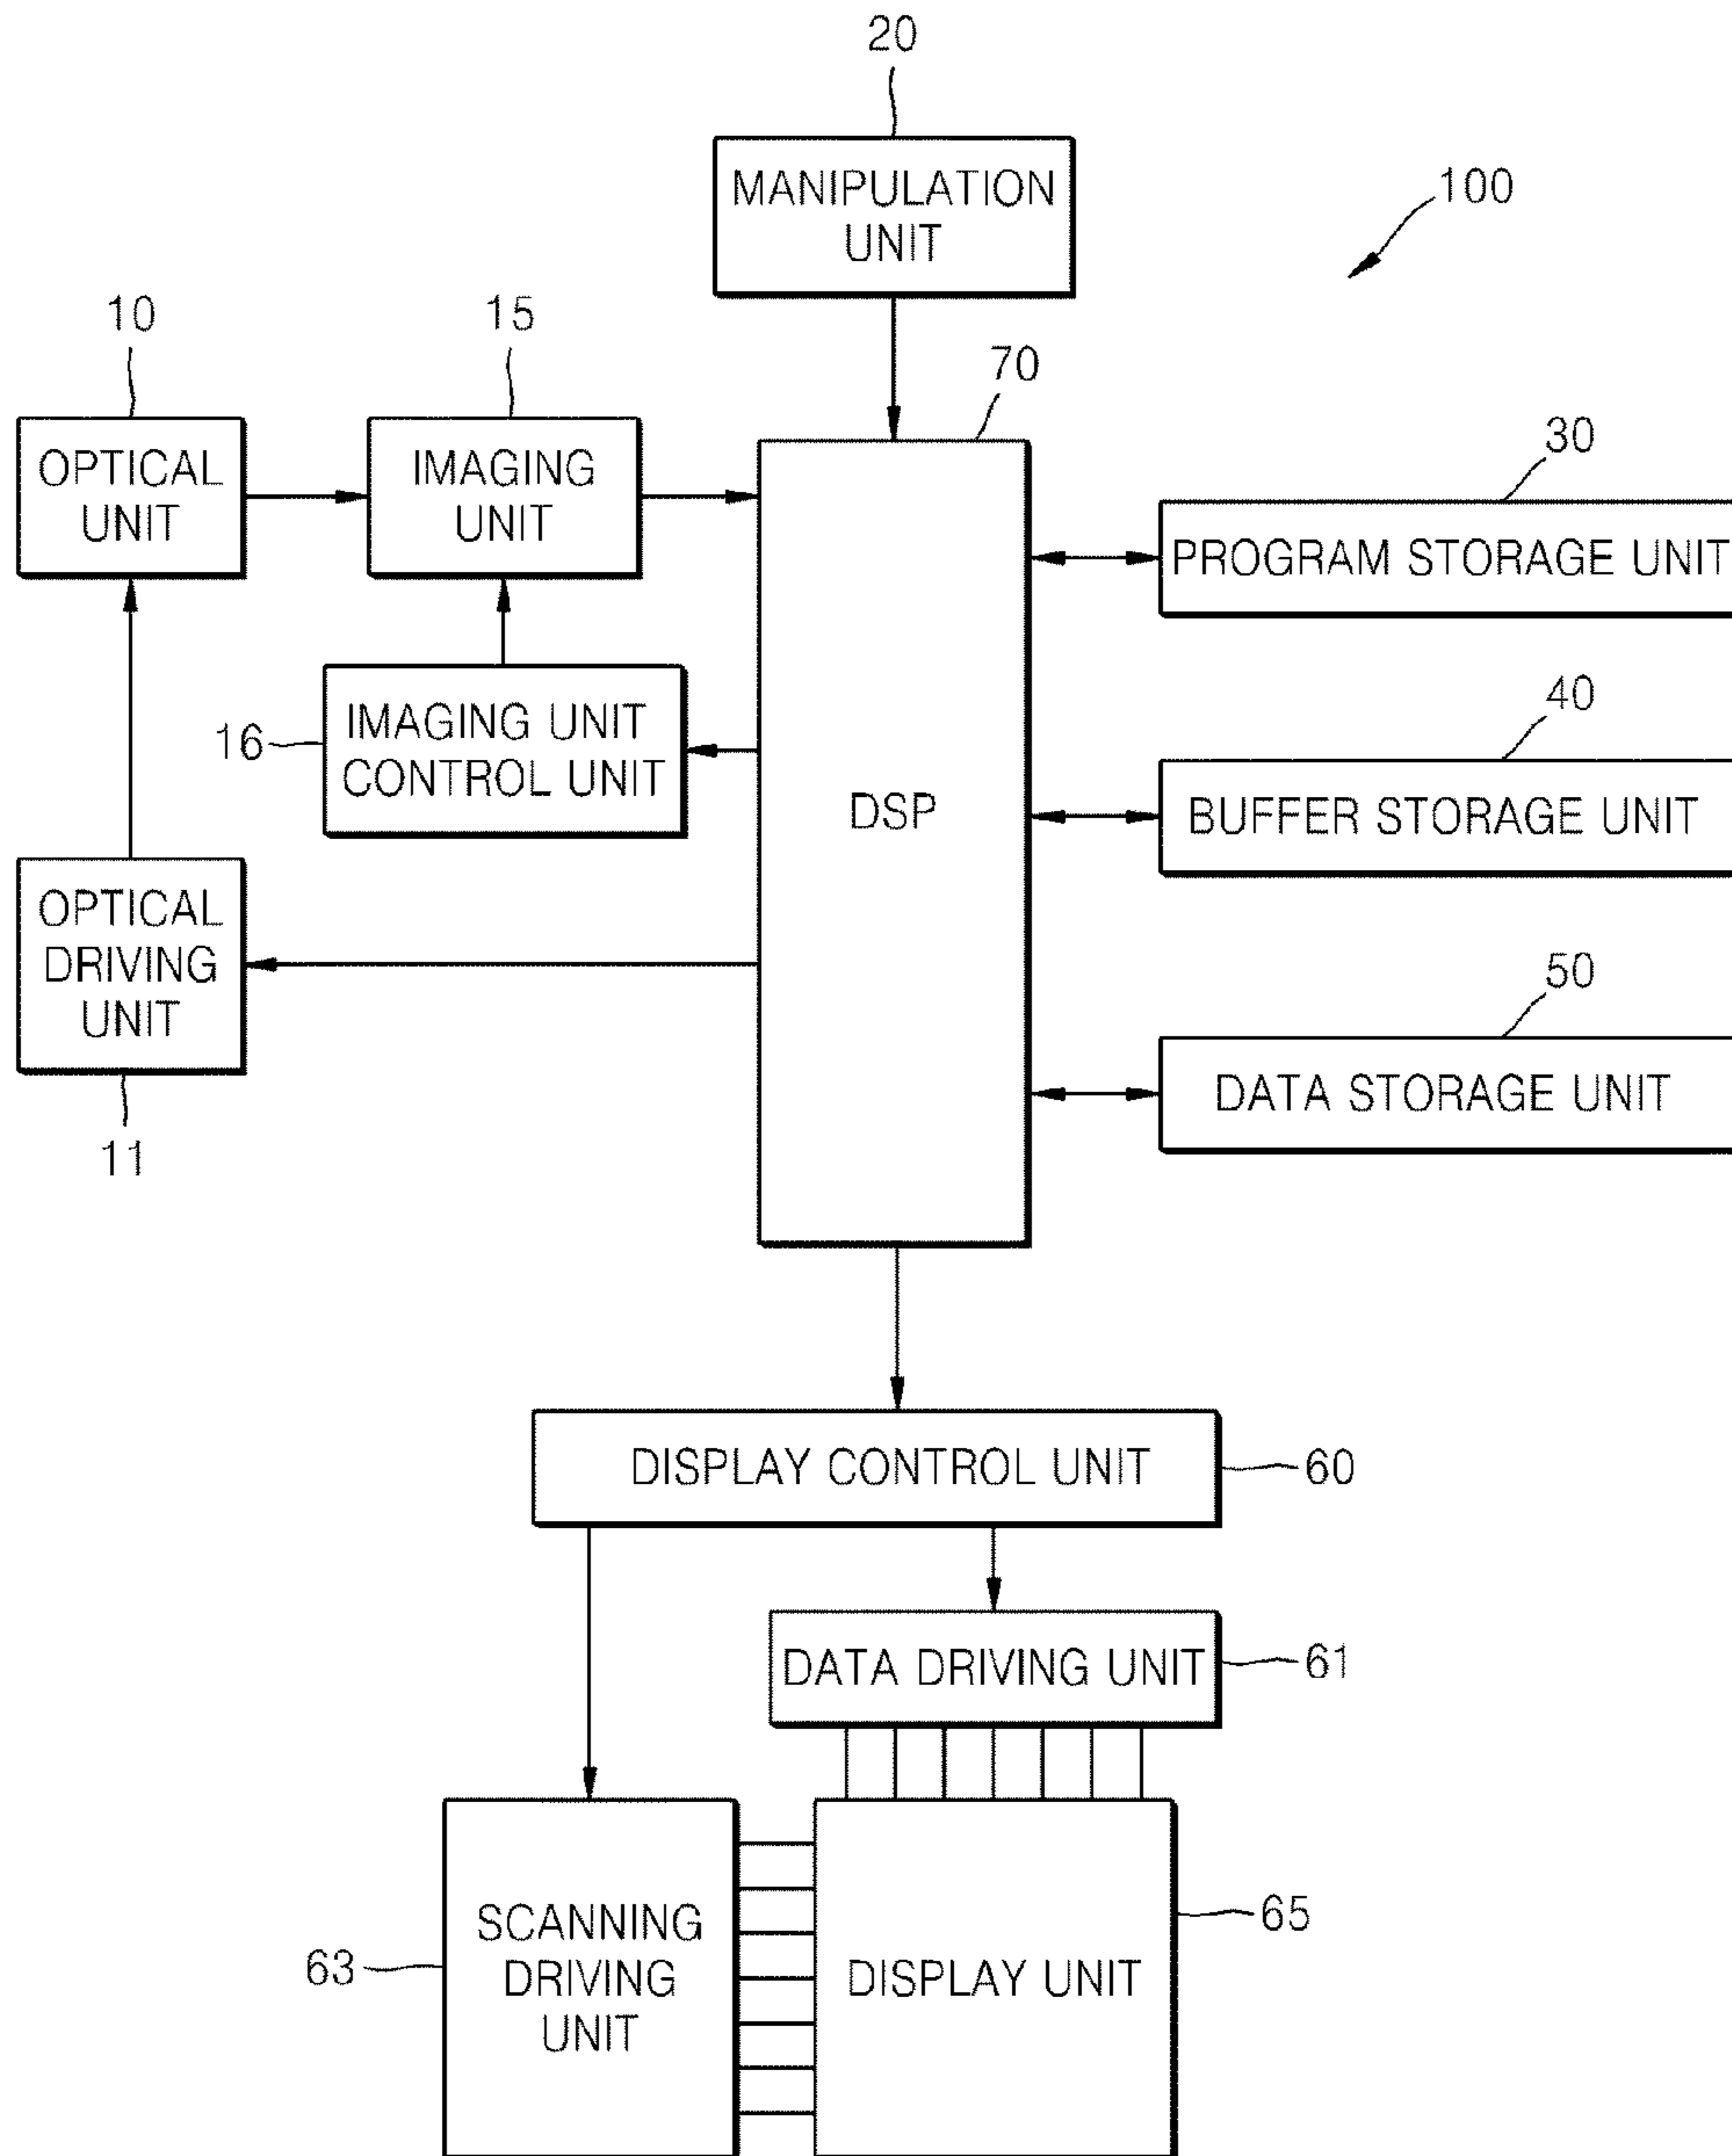 20
MANIPULATION
UNIT
100
10
15
70
OPTICAL
UNIT
IMAGING
UNIT
30
PROGRAM STORAGE UNIT
16
IMAGING UNIT
CONTROL UNIT
DSP
40
BUFFER STORAGE UNIT
OPTICAL
DRIVING
UNIT
11
50
DATA STORAGE UNIT
DISPLAY CONTROL UNIT
60
DATA DRIVING UNIT
61
63
SCANNING
DRIVING
UNIT
DISPLAY UNIT
65